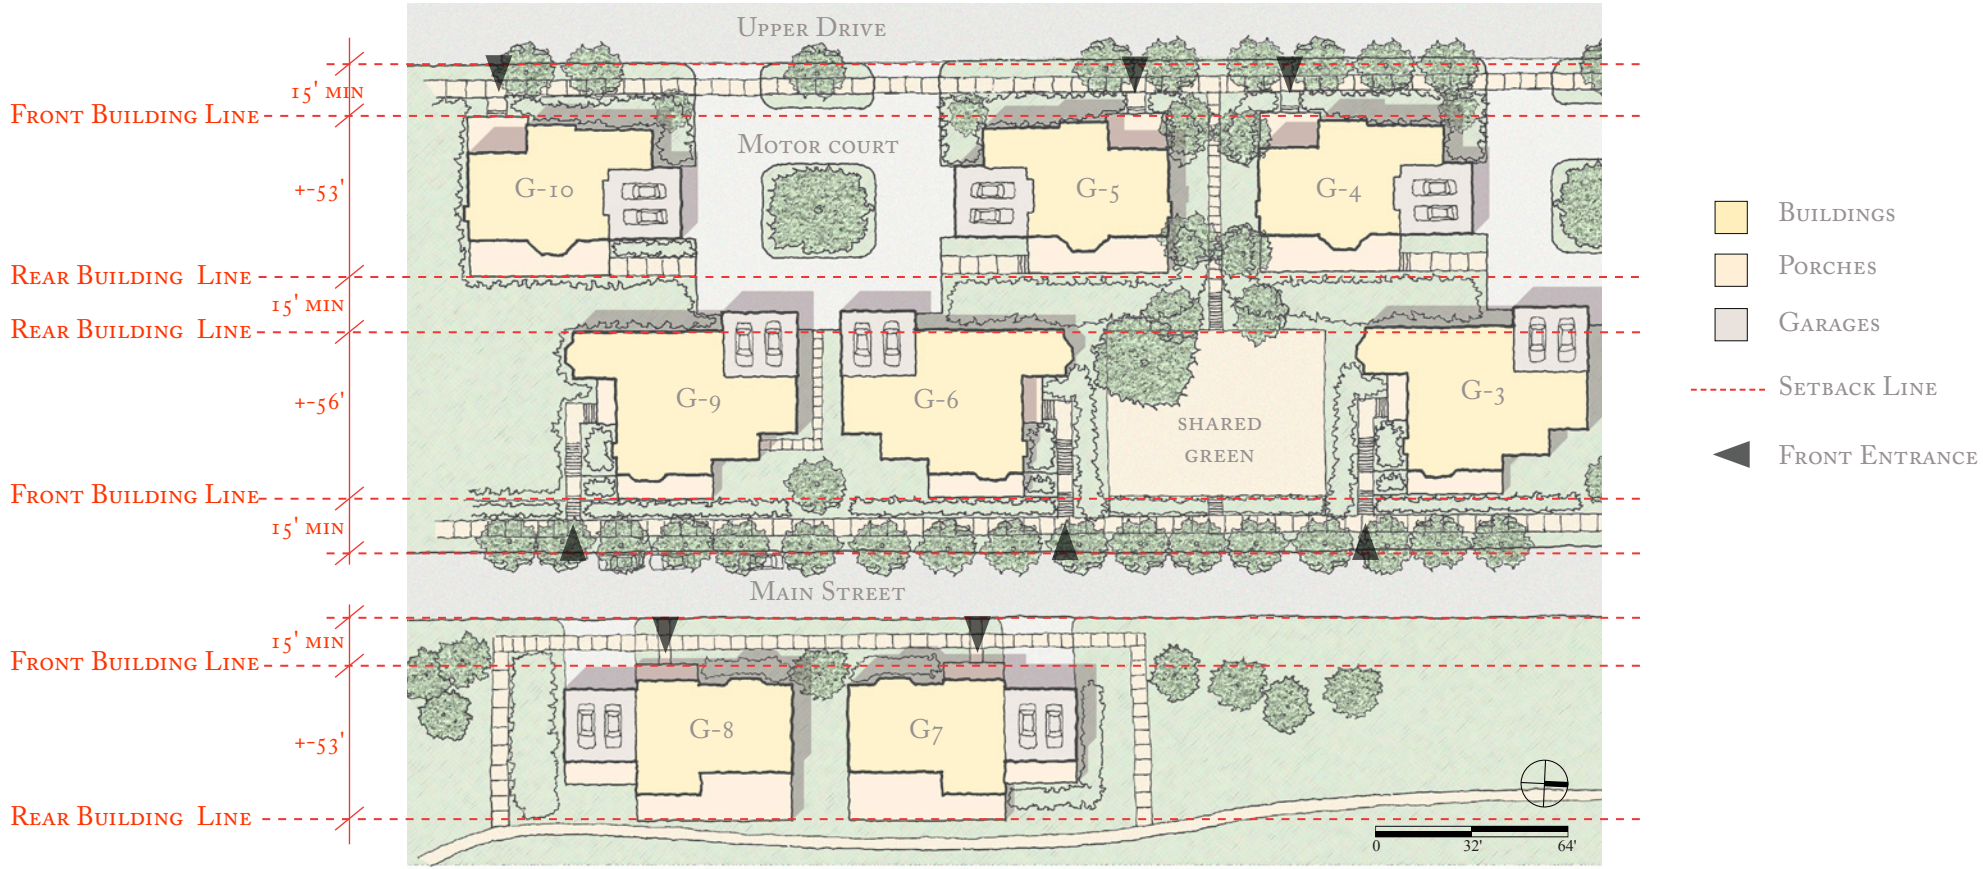 UPPER DRIVE
15' MIN
FRONT BUILDING LINE
MOTOR COURT
+-53'
G-10
G-5
G-4
BUILDINGS
PORCHES
REAR BUILDING LINE
15' MIN
REAR BUILDING LINE
GARAGES
+-56'
G-9
G-6
G-3
SETBACK LINE
SHARED
GREEN
FRONT ENTRANCE
FRONT BUILDING LINE
15' MIN
MAIN STREET
15' MIN
FRONT BUILDING LINE
+-53'
G-8
G7
REAR BUILDING LINE
0 32' 64'